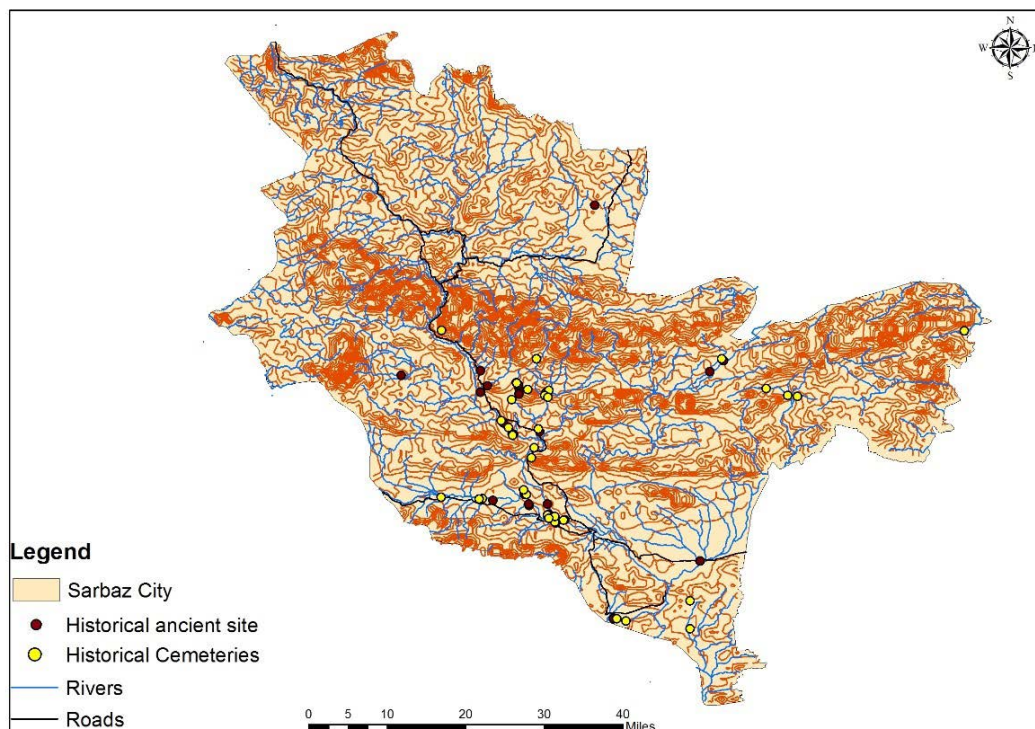 N
W
E
S
Legend
Sarbaz City
Historical ancient site
Historical Cemeteries
Rivers
Roads
0 5 10 20 30 40
Miles